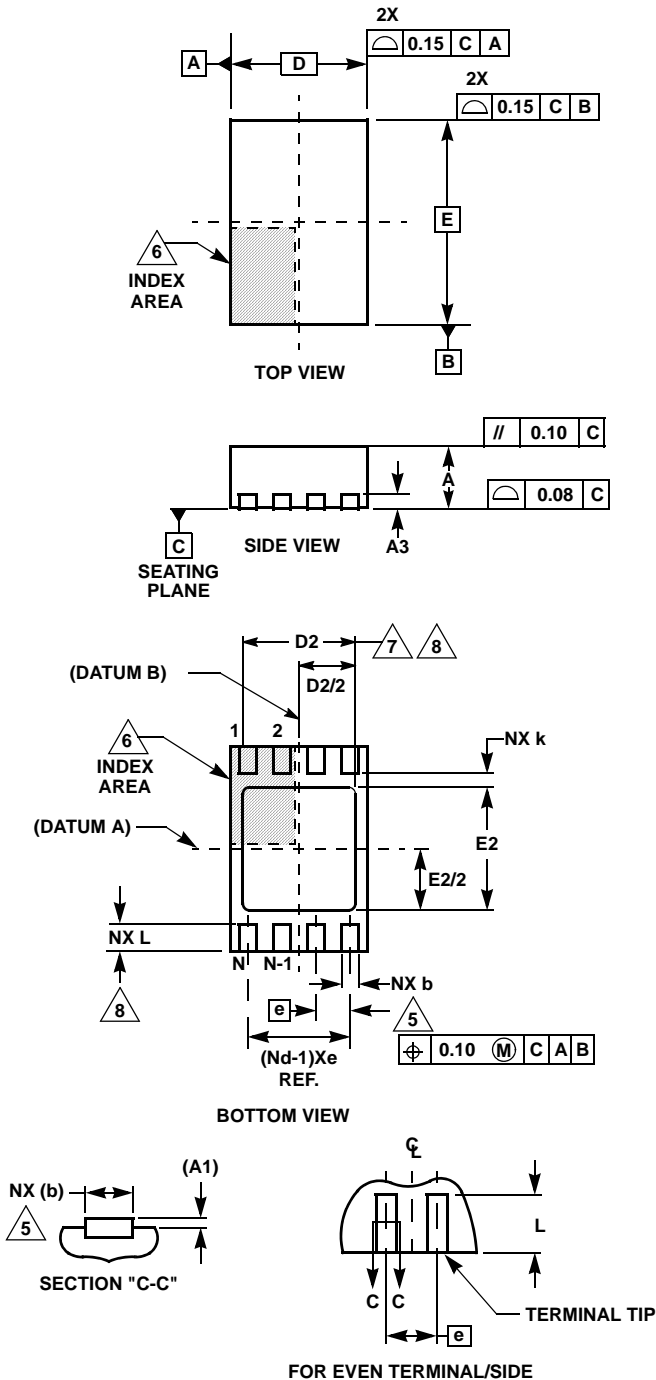 2X
⌓ 0.15 C A
A
D
2X
⌓ 0.15 C B
E
6
INDEX
AREA
B
TOP VIEW
// 0.10 C
A
⌓ 0.08 C
C
SEATING
PLANE
SIDE VIEW
A3
D2
7
8
(DATUM B)
D2/2
6
INDEX
AREA
1
2
NX k
(DATUM A)
E2
E2/2
NX L
8
N
N-1
NX b
e
5
(Nd-1)Xe
REF.
⌖ 0.10 Ⓜ C A B
BOTTOM VIEW
(A1)
NX (b)
5
SECTION "C-C"
℄
L
C
C
TERMINAL TIP
e
FOR EVEN TERMINAL/SIDE